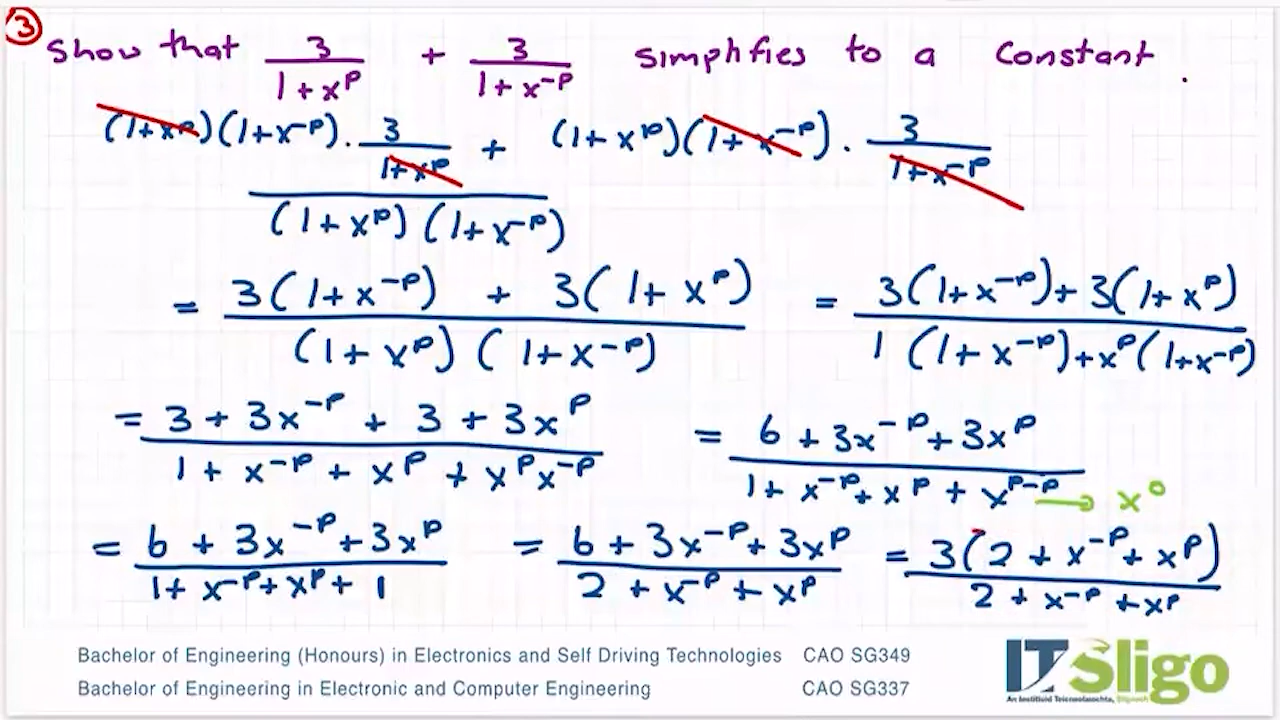 ③ Show that 3/(1+x^p) + 3/(1+x^-p) simplifies to a constant.
((1+x^p)(1+x^-p) · 3/(1+x^p) + (1+x^p)(1+x^-p) · 3/(1+x^-p)) / ((1+x^p)(1+x^-p))
= (3(1+x^-p) + 3(1+x^p)) / ((1+x^p)(1+x^-p)) = (3(1+x^-p)+3(1+x^p)) / (1(1+x^-p)+x^p(1+x^-p))
= (3+3x^-p + 3 + 3x^p) / (1 + x^-p + x^p + x^p x^-p) = (6+3x^-p+3x^p) / (1+x^-p+x^p+x^(p-p)) → x^0
= (6+3x^-p+3x^p) / (1+x^-p+x^p+1) = (6+3x^-p+3x^p) / (2+x^-p+x^p) = 3(2+x^-p+x^p) / (2+x^-p+x^p)
Bachelor of Engineering (Honours) in Electronics and Self Driving Technologies CAO SG349
Bachelor of Engineering in Electronic and Computer Engineering CAO SG337
IT Sligo
An Institiúid Teicneolaíochta, Sligeach